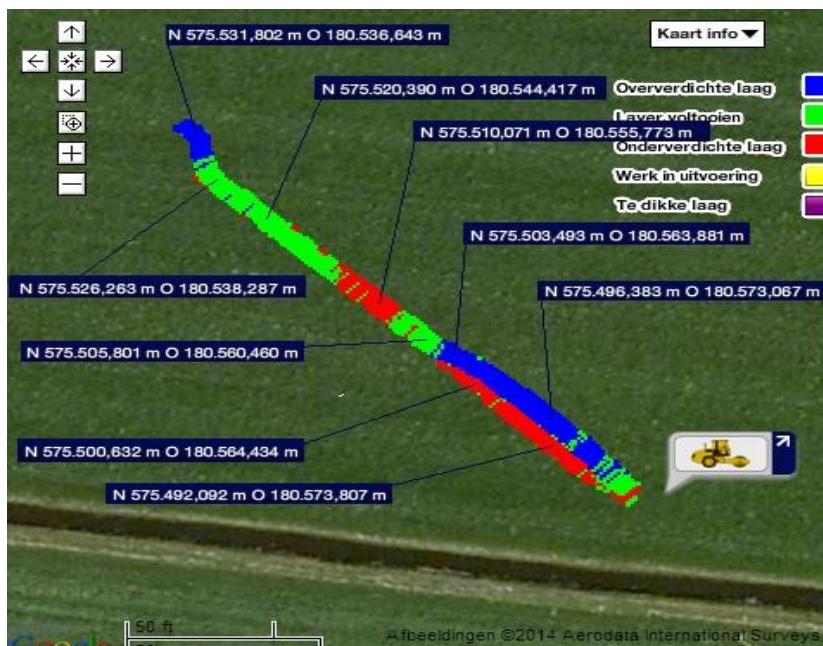 N 575.531,802 m O 180.536,643 m
Kaart info
N 575.520,390 m O 180.544,417 m
Oververdichte laag
Layer voltooien
N 575.510,071 m O 180.555,773 m
Onderverdichte laag
Werk in uitvoering
Te dikke laag
N 575.503,493 m O 180.563,881 m
N 575.526,263 m O 180.538,287 m
N 575.496,383 m O 180.573,067 m
N 575.505,801 m O 180.560,460 m
N 575.500,632 m O 180.564,434 m
N 575.492,092 m O 180.573,807 m
50 ft
Google
Afbeeldingen ©2014 Aerodata International Surveys